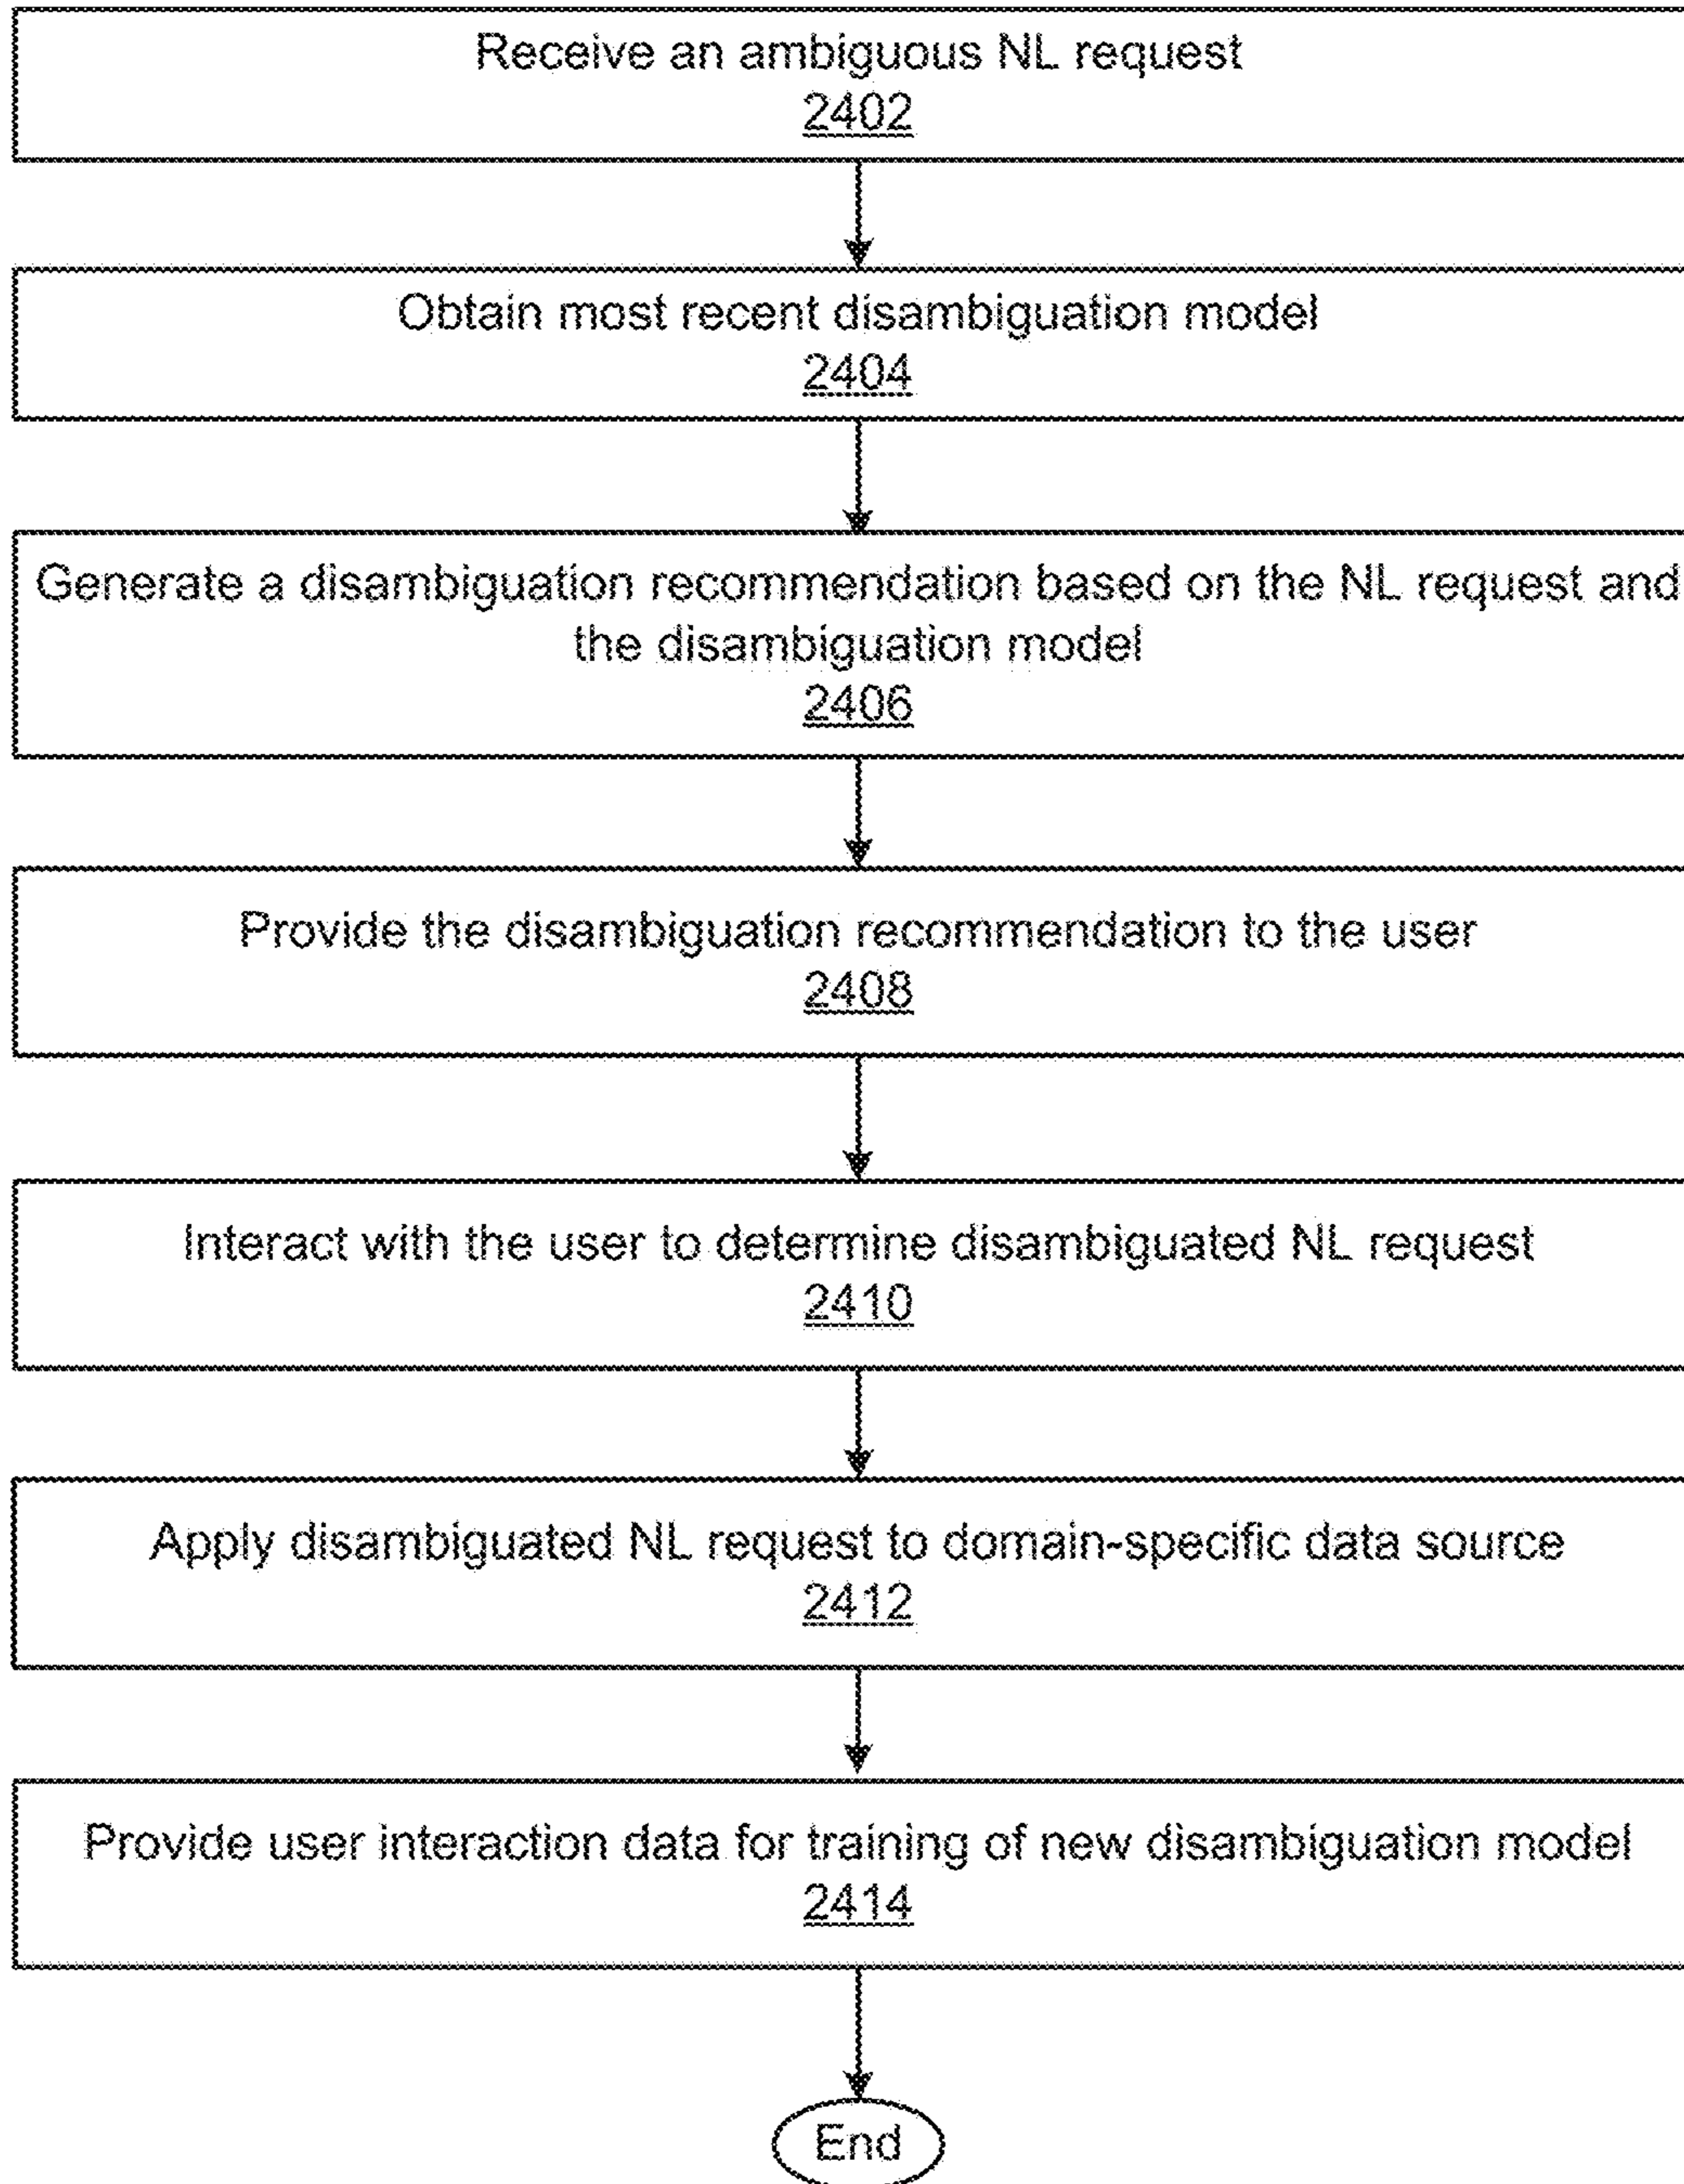 Receive an ambiguous NL request
2402
Obtain most recent disambiguation model
2404
Generate a disambiguation recommendation based on the NL request and
the disambiguation model
2406
Provide the disambiguation recommendation to the user
2408
Interact with the user to determine disambiguated NL request
2410
Apply disambiguated NL request to domain-specific data source
2412
Provide user interaction data for training of new disambiguation model
2414
End